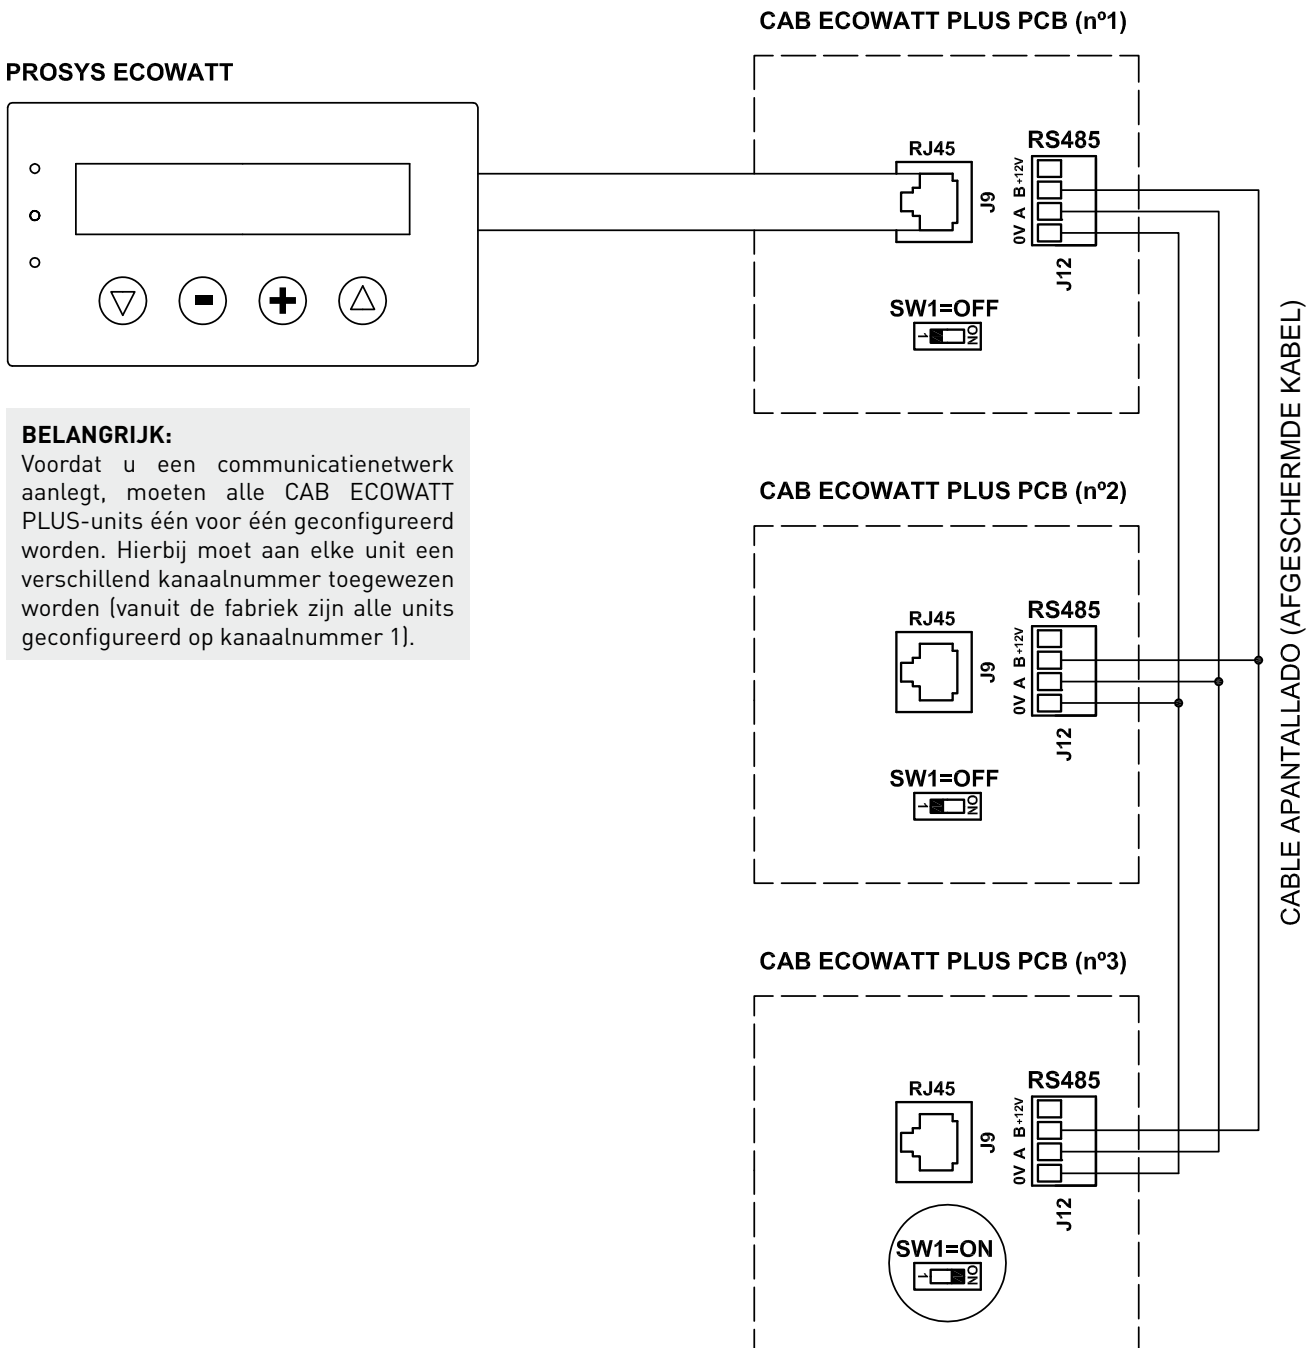 CAB ECOWATT PLUS PCB (nº1)
PROSYS ECOWATT
RJ45
J9
RS485
0V A B +12V
J12
SW1=OFF
1 ON
BELANGRIJK:
Voordat u een communicatienetwerk
aanlegt, moeten alle CAB ECOWATT
PLUS-units één voor één geconfigureerd
worden. Hierbij moet aan elke unit een
verschillend kanaalnummer toegewezen
worden (vanuit de fabriek zijn alle units
geconfigureerd op kanaalnummer 1).
CAB ECOWATT PLUS PCB (nº2)
RJ45
J9
RS485
0V A B +12V
J12
SW1=OFF
1 ON
CABLE APANTALLADO (AFGESCHERMDE KABEL)
CAB ECOWATT PLUS PCB (nº3)
RJ45
J9
RS485
0V A B +12V
J12
SW1=ON
1 ON